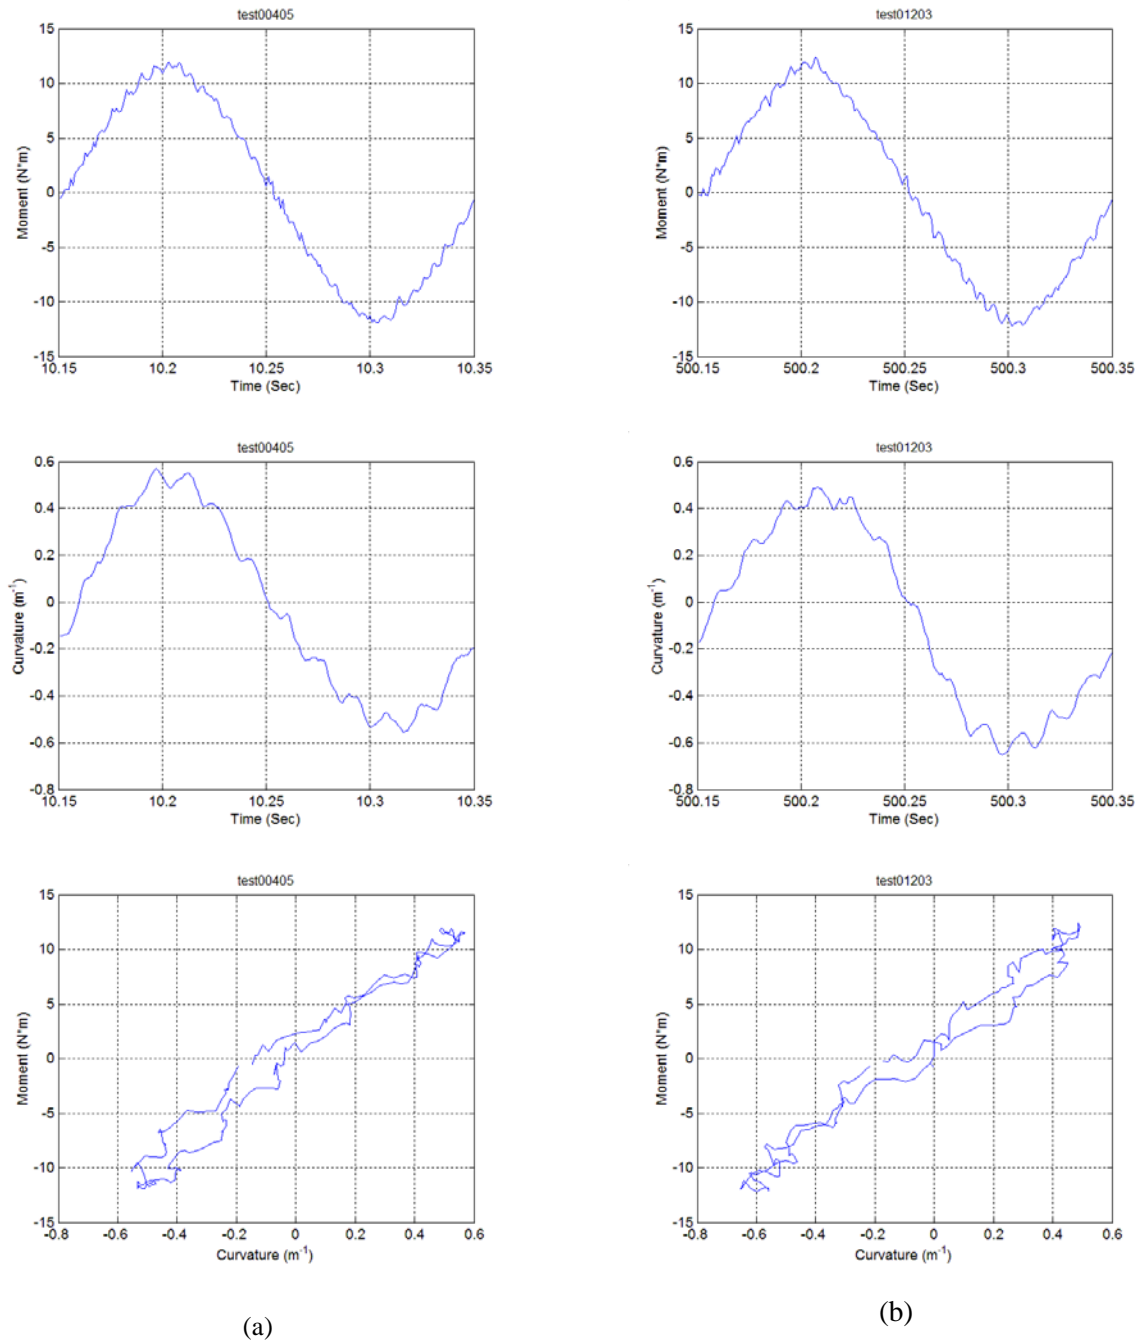 test00405
15
10
5
0
-5
-10
-15
Moment (N*m)
10.15 10.2 10.25 10.3 10.35
Time (Sec)
test01203
15
10
5
0
-5
-10
-15
Moment (N*m)
500.15 500.2 500.25 500.3 500.35
Time (Sec)
test00405
0.6
0.4
0.2
0
-0.2
-0.4
-0.6
-0.8
Curvature (m⁻¹)
10.15 10.2 10.25 10.3 10.35
Time (Sec)
test01203
0.6
0.4
0.2
0
-0.2
-0.4
-0.6
-0.8
Curvature (m⁻¹)
500.15 500.2 500.25 500.3 500.35
Time (Sec)
test00405
15
10
5
0
-5
-10
-15
Moment (N*m)
-0.8 -0.6 -0.4 -0.2 0 0.2 0.4 0.6
Curvature (m⁻¹)
test01203
15
10
5
0
-5
-10
-15
Moment (N*m)
-0.8 -0.6 -0.4 -0.2 0 0.2 0.4 0.6
Curvature (m⁻¹)
(a)
(b)